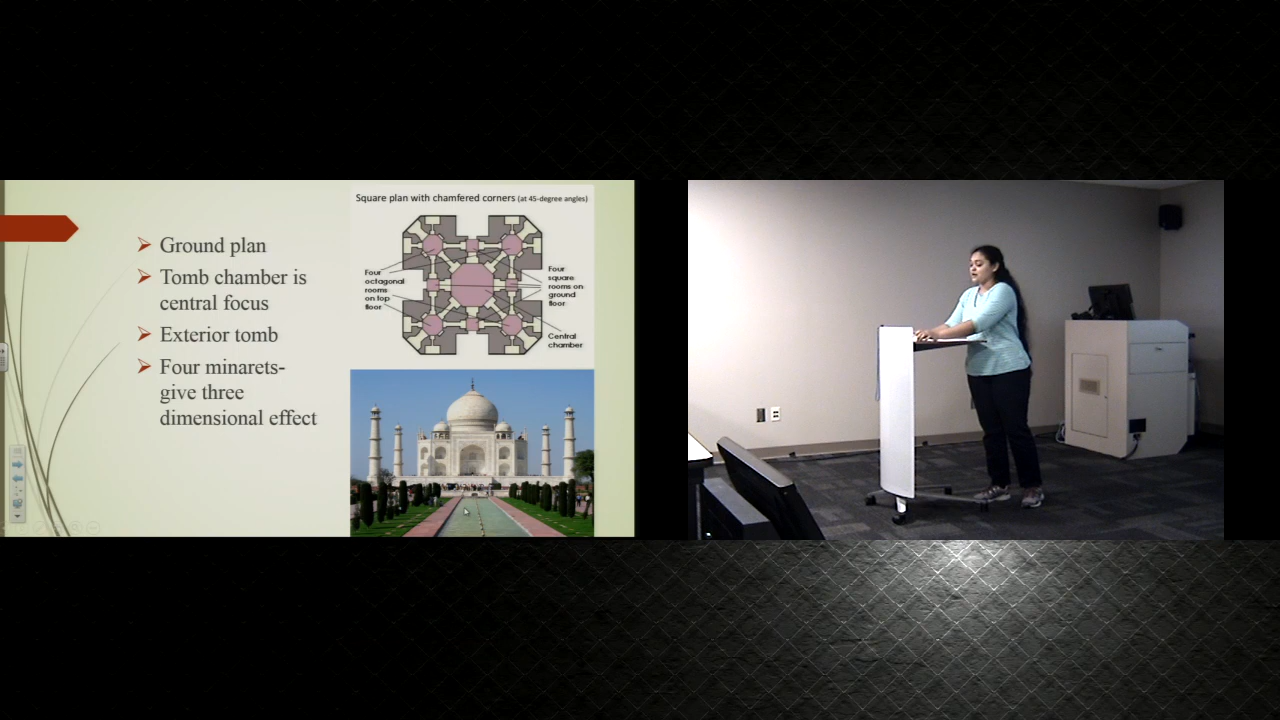 Ground plan
Tomb chamber is
central focus
Exterior tomb
Four minarets-
give three
dimensional effect
Square plan with chamfered corners (at 45-degree angles)
Four
octagonal
rooms
on top
floor
Four
square
rooms on
ground
floor
Central
chamber